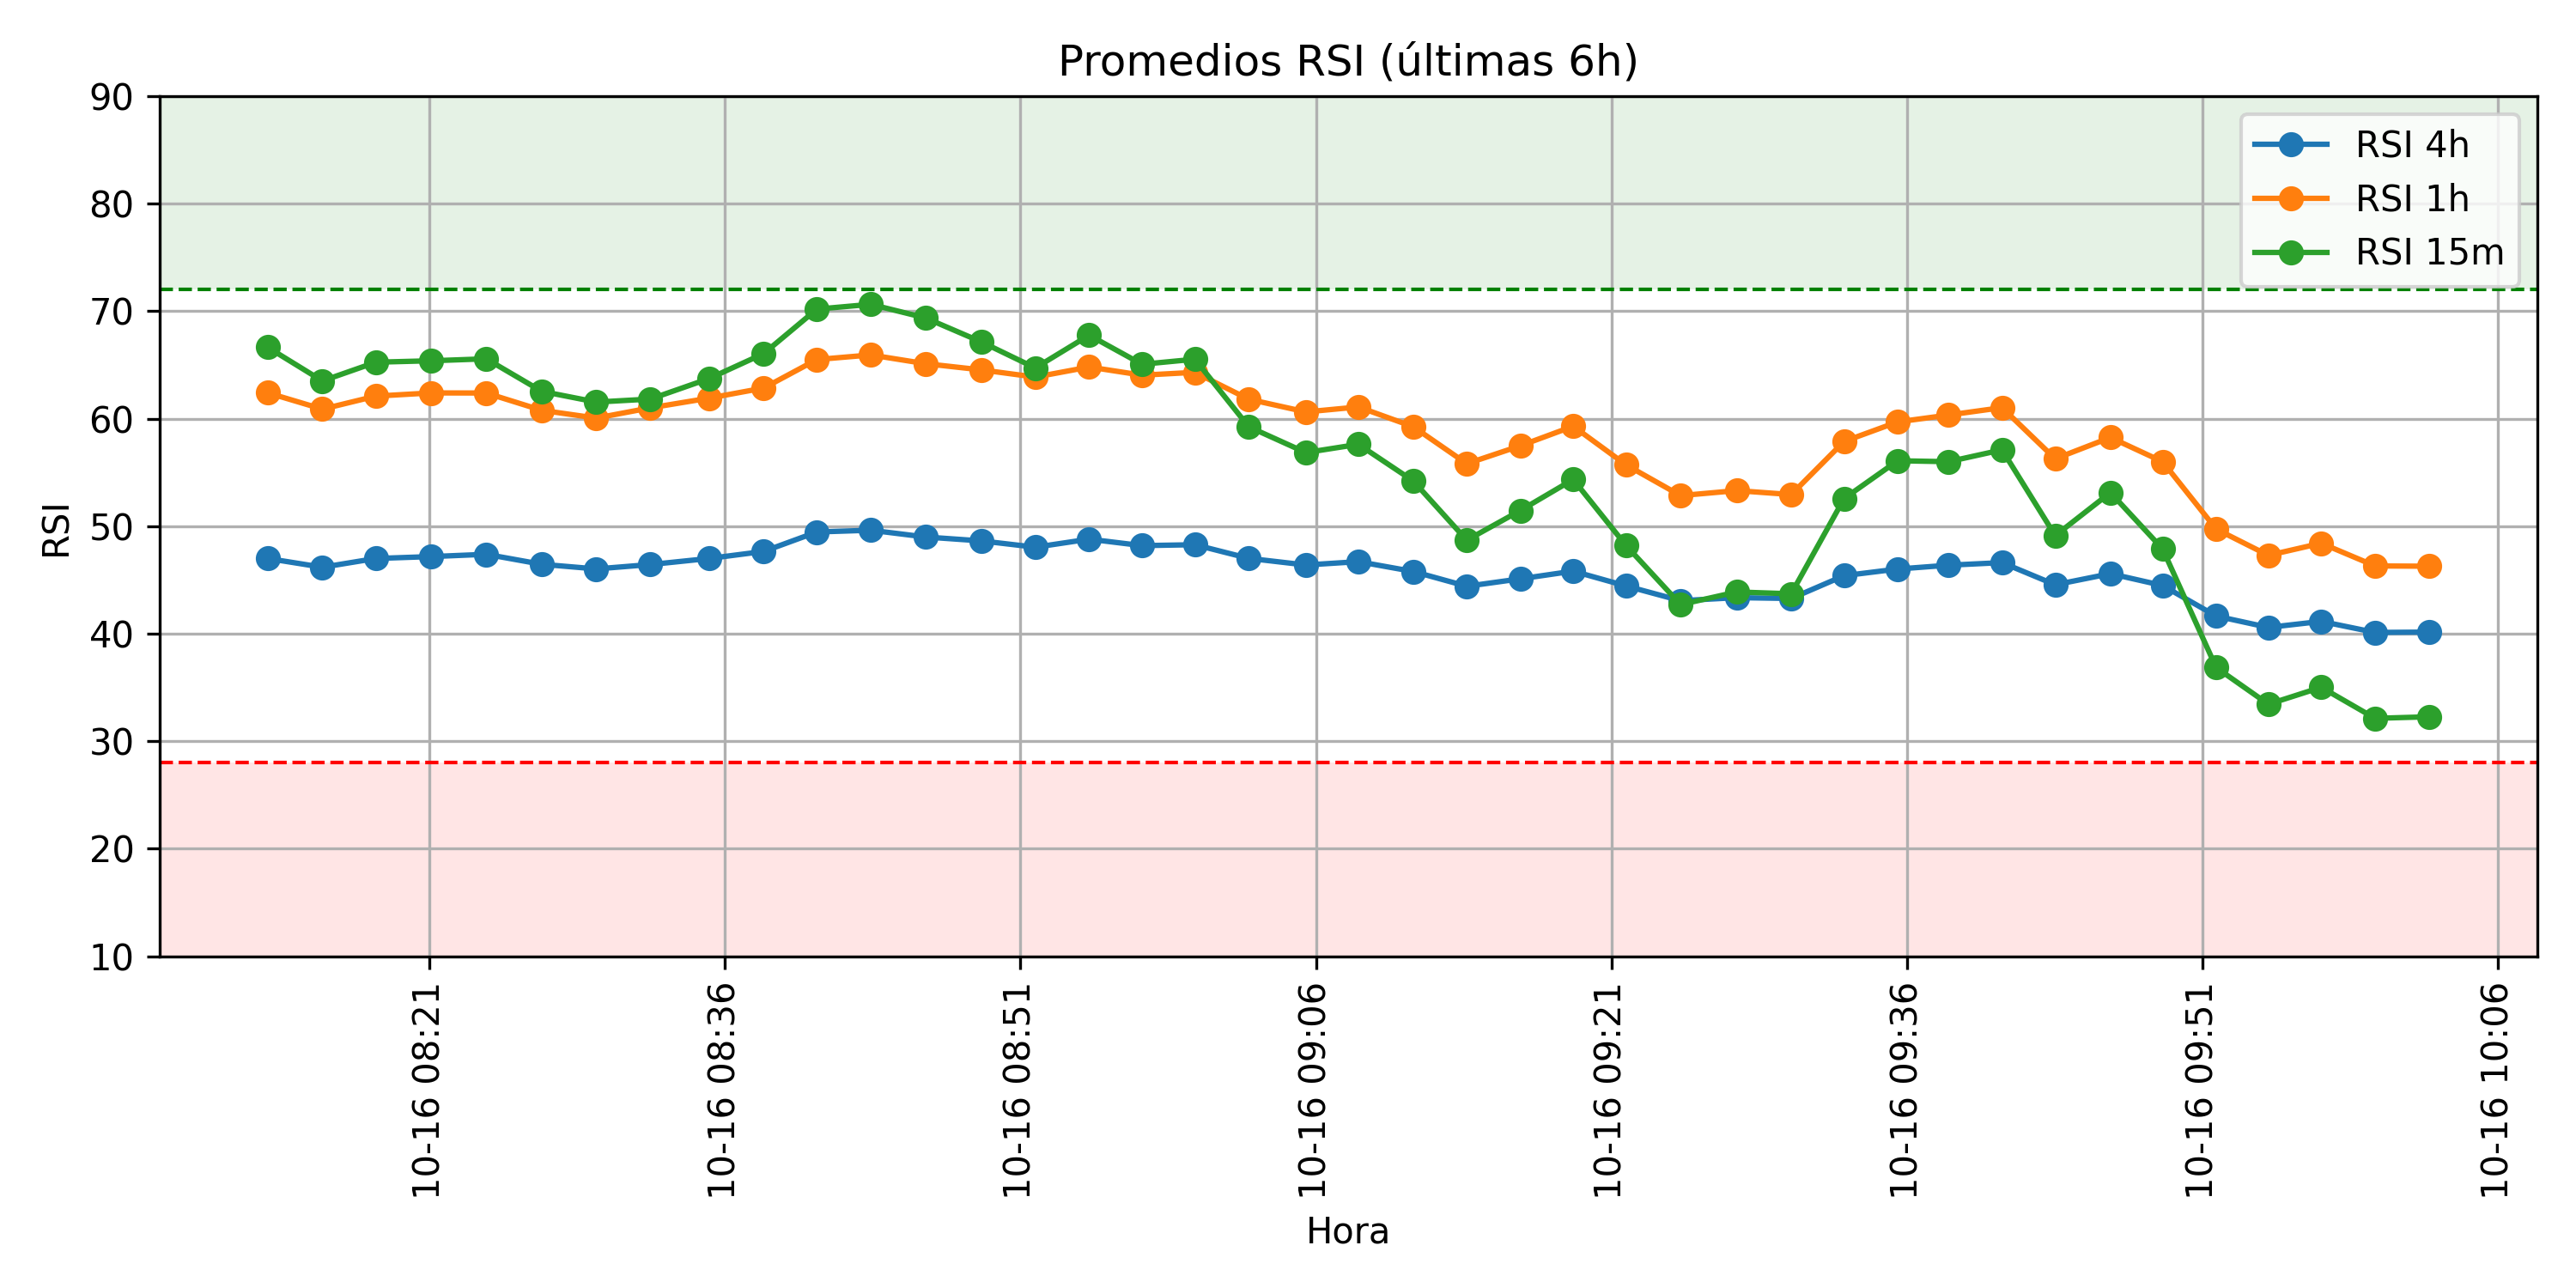 Promedios RSI (últimas 6h)
90
80
70
60
50
40
30
20
10
RSI
RSI 4h
RSI 1h
RSI 15m
10-16 08:21
10-16 08:36
10-16 08:51
10-16 09:06
10-16 09:21
10-16 09:36
10-16 09:51
10-16 10:06
Hora